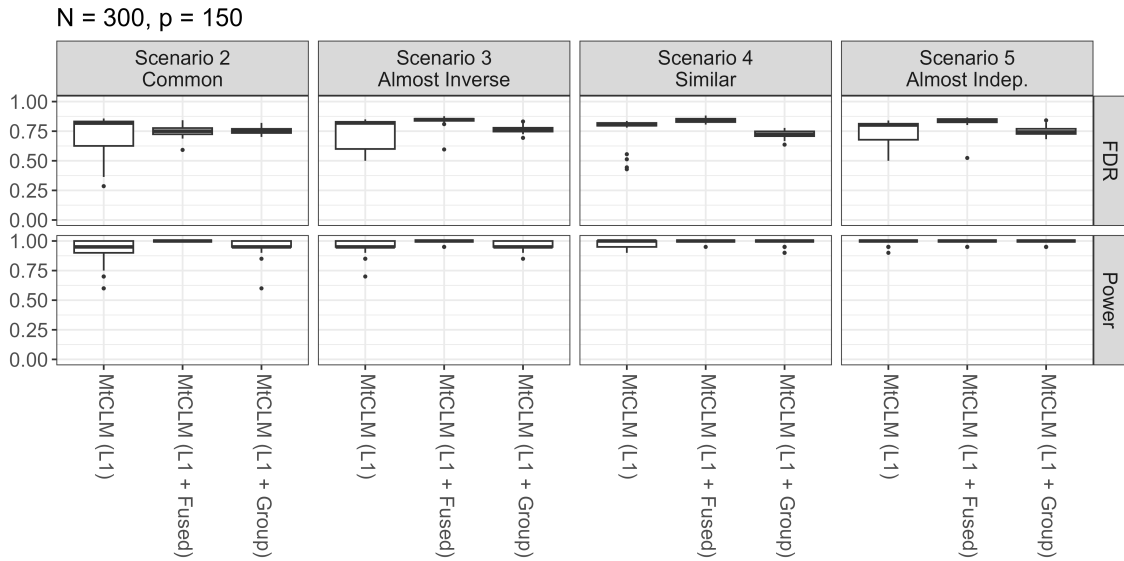 N = 300, p = 150
Scenario 2
Common
Scenario 3
Almost Inverse
Scenario 4
Similar
Scenario 5
Almost Indep.
1.00
0.75
0.50
0.25
0.00
FDR
1.00
0.75
0.50
0.25
0.00
Power
MtCLM (L1)
MtCLM (L1 + Fused)
MtCLM (L1 + Group)
MtCLM (L1)
MtCLM (L1 + Fused)
MtCLM (L1 + Group)
MtCLM (L1)
MtCLM (L1 + Fused)
MtCLM (L1 + Group)
MtCLM (L1)
MtCLM (L1 + Fused)
MtCLM (L1 + Group)